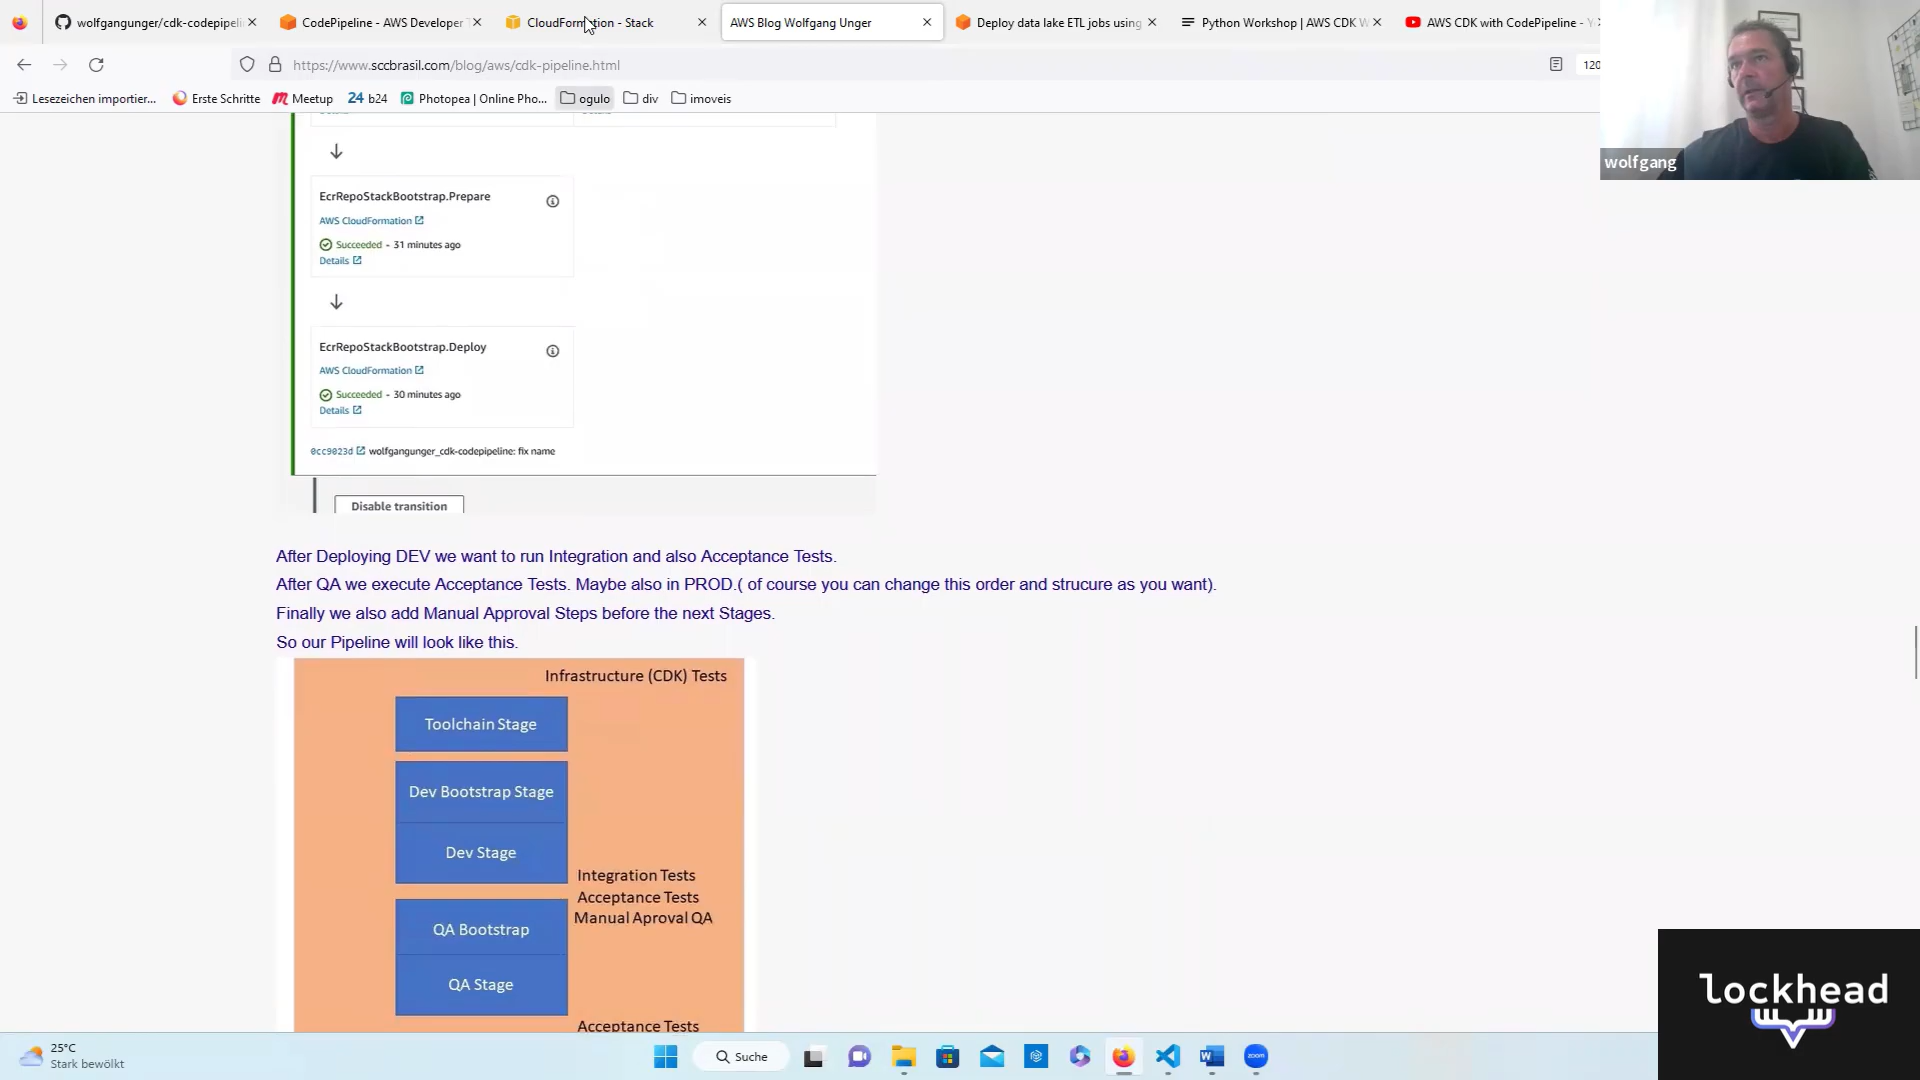 wolfgangunger/cdk-codepipeli
CodePipeline - AWS Developer T
CloudFormation - Stack
AWS Blog Wolfgang Unger
Deploy data lake ETL jobs using
Python Workshop | AWS CDK W
AWS CDK with CodePipeline - Y
https://www.sccbrasil.com/blog/aws/cdk-pipeline.html
120
Lesezeichen importier...
Erste Schritte
Meetup
24 b24
Photopea | Online Pho...
ogulo
div
imoveis
wolfgang
EcrRepoStackBootstrap.Prepare
AWS CloudFormation
Succeeded - 31 minutes ago
Details
EcrRepoStackBootstrap.Deploy
AWS CloudFormation
Succeeded - 30 minutes ago
Details
0cc9023d wolfgangunger_cdk-codepipeline: fix name
Disable transition
After Deploying DEV we want to run Integration and also Acceptance Tests.
After QA we execute Acceptance Tests. Maybe also in PROD.( of course you can change this order and strucure as you want).
Finally we also add Manual Approval Steps before the next Stages.
So our Pipeline will look like this.
Infrastructure (CDK) Tests
Toolchain Stage
Dev Bootstrap Stage
Dev Stage
Integration Tests
Acceptance Tests
Manual Aproval QA
QA Bootstrap
QA Stage
Acceptance Tests
lockhead
25°C
Stark bewölkt
Suche
zoom